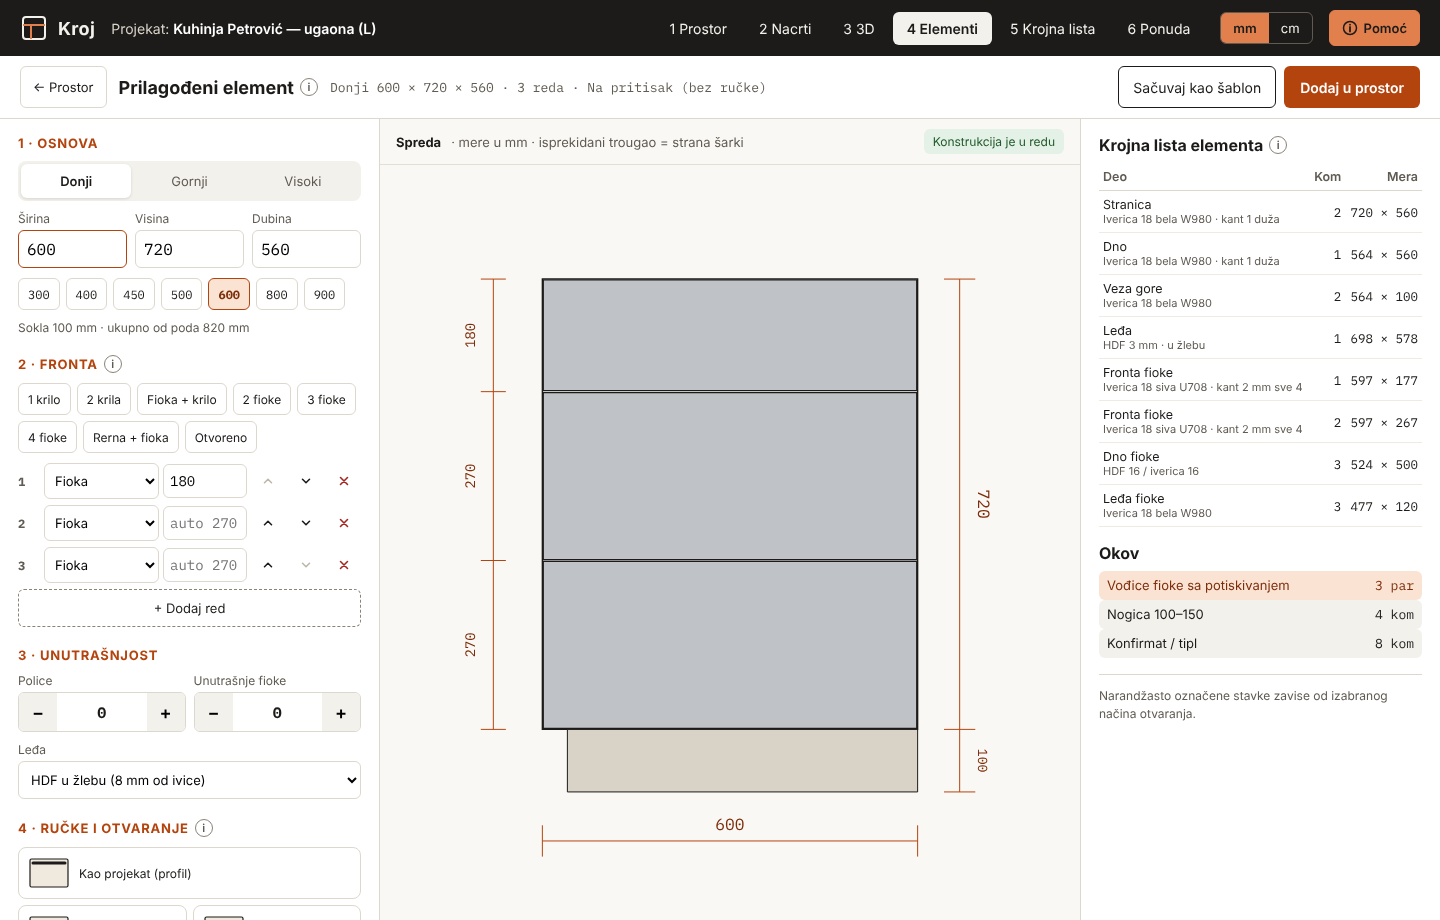 Kroj
Projekat: Kuhinja Petrović — ugaona (L)
1 Prostor
2 Nacrti
3 3D
4 Elementi
5 Krojna lista
6 Ponuda
mm
cm
Pomoć
← Prostor
Prilagođeni element
Donji 600 × 720 × 560 · 3 reda · Na pritisak (bez ručke)
Sačuvaj kao šablon
Dodaj u prostor
1 · OSNOVA
Donji
Gornji
Visoki
Širina
Visina
Dubina
600
720
560
300
400
450
500
600
800
900
Sokla 100 mm · ukupno od poda 820 mm
2 · FRONTA
1 krilo
2 krila
Fioka + krilo
2 fioke
3 fioke
4 fioke
Rerna + fioka
Otvoreno
1 Fioka 180
2 Fioka auto 270
3 Fioka auto 270
+ Dodaj red
3 · UNUTRAŠNJOST
Police
Unutrašnje fioke
− 0 +
− 0 +
Leđa
HDF u žlebu (8 mm od ivice)
4 · RUČKE I OTVARANJE
Kao projekat (profil)
Spreda · mere u mm · isprekidani trougao = strana šarki
Konstrukcija je u redu
180
270
270
720
100
600
Krojna lista elementa
Deo Kom Mera
Stranica 2 720 × 560
Iverica 18 bela W980 · kant 1 duža
Dno 1 564 × 560
Iverica 18 bela W980 · kant 1 duža
Veza gore 2 564 × 100
Iverica 18 bela W980
Leđa 1 698 × 578
HDF 3 mm · u žlebu
Fronta fioke 1 597 × 177
Iverica 18 siva U708 · kant 2 mm sve 4
Fronta fioke 2 597 × 267
Iverica 18 siva U708 · kant 2 mm sve 4
Dno fioke 3 524 × 500
HDF 16 / iverica 16
Leđa fioke 3 477 × 120
Iverica 18 bela W980
Okov
Vođice fioke sa potiskivanjem 3 par
Nogica 100–150 4 kom
Konfirmat / tipl 8 kom
Narandžasto označene stavke zavise od izabranog
načina otvaranja.